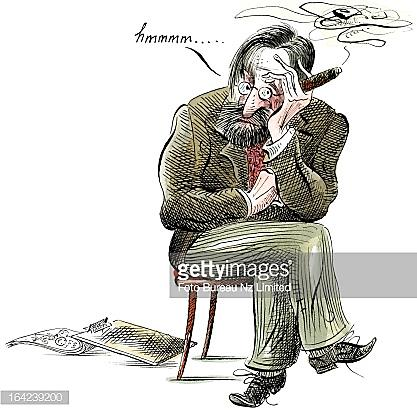 hmmmm.....
gettyimages
Foto Bureau Nz Limited
164239200